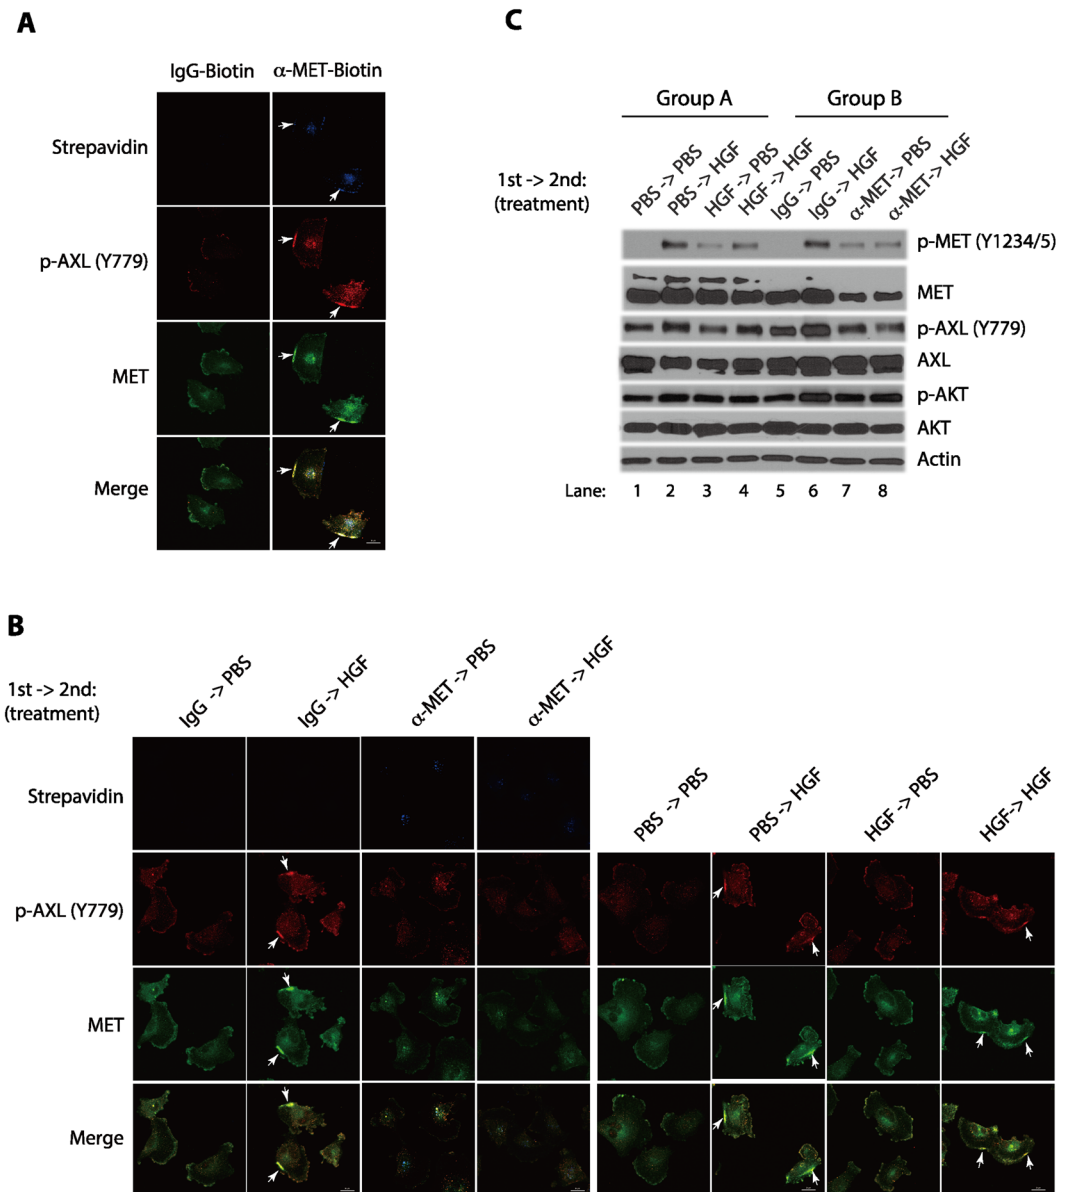 A
IgG-Biotin α-MET-Biotin
Strepavidin
p-AXL (Y779)
MET
Merge
C
Group A Group B
1st -> 2nd:
(treatment)
PBS -> PBS
PBS -> HGF
HGF -> PBS
HGF -> HGF
IgG -> PBS
IgG -> HGF
α-MET-> PBS
α-MET-> HGF
p-MET (Y1234/5)
MET
p-AXL (Y779)
AXL
p-AKT
AKT
Actin
Lane: 1 2 3 4 5 6 7 8
B
1st -> 2nd:
(treatment)
IgG -> PBS
IgG -> HGF
α-MET -> PBS
α-MET -> HGF
PBS -> PBS
PBS -> HGF
HGF -> PBS
HGF-> HGF
Strepavidin
p-AXL (Y779)
MET
Merge